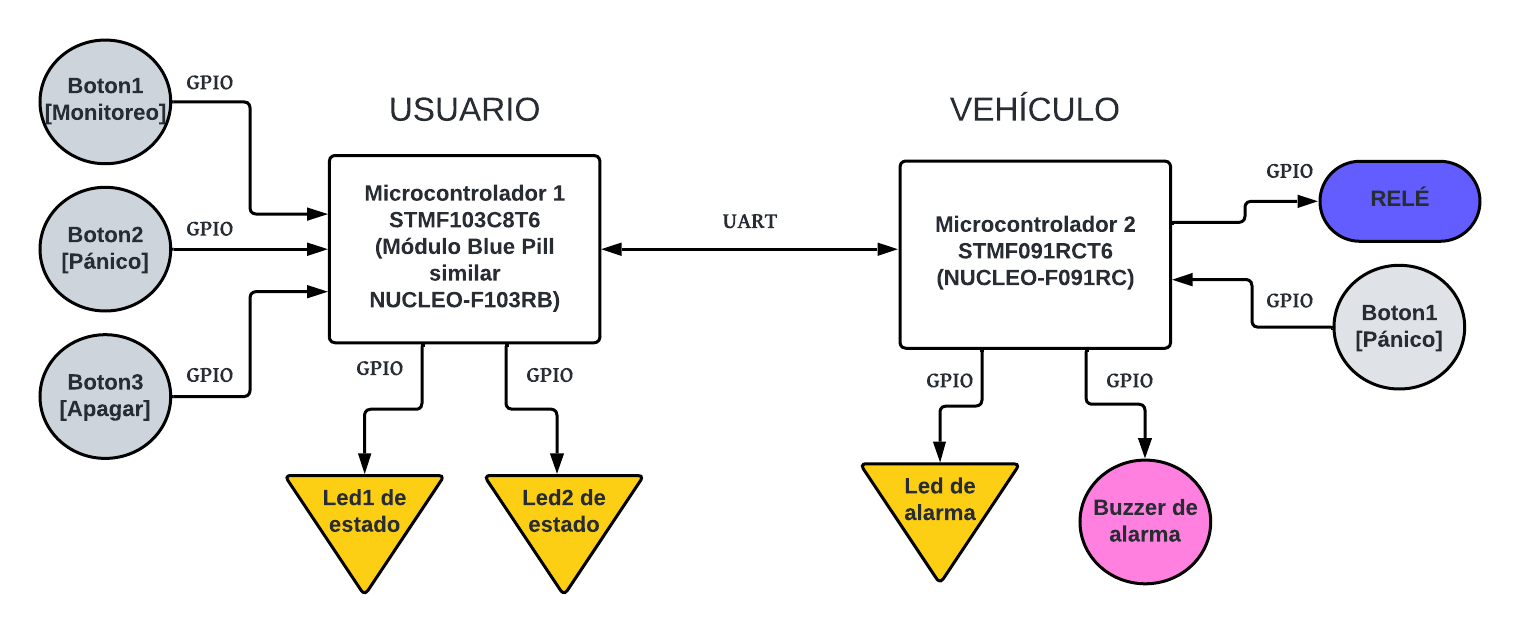 Boton1
[Monitoreo]
GPIO
Boton2
[Pánico]
GPIO
Boton3
[Apagar]
GPIO
USUARIO
Microcontrolador 1
STMF103C8T6
(Módulo Blue Pill
similar
NUCLEO-F103RB)
GPIO
GPIO
Led1 de
estado
Led2 de
estado
UART
VEHÍCULO
Microcontrolador 2
STMF091RCT6
(NUCLEO-F091RC)
GPIO
RELÉ
GPIO
Boton1
[Pánico]
GPIO
GPIO
Led de
alarma
Buzzer de
alarma